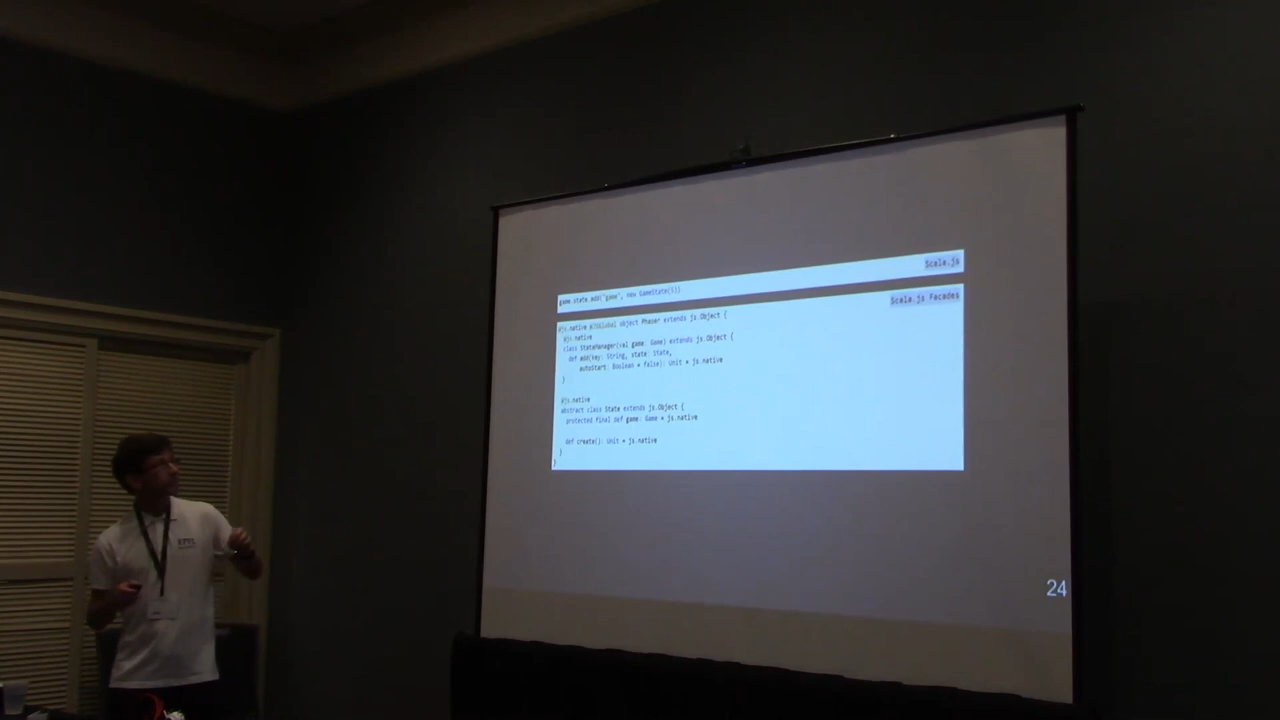 Scala.js
game.state.add("game", new GameState(1))
Scala.js Facades
@js.native @JSGlobal object Phaser extends js.Object {
@js.native
class StateManager(val game: Game) extends js.Object {
def add(key: String, state: State,
autoStart: Boolean = false): Unit = js.native
}
@js.native
abstract class State extends js.Object {
protected final def game: Game = js.native
def create(): Unit = js.native
}
}
24
EPFL